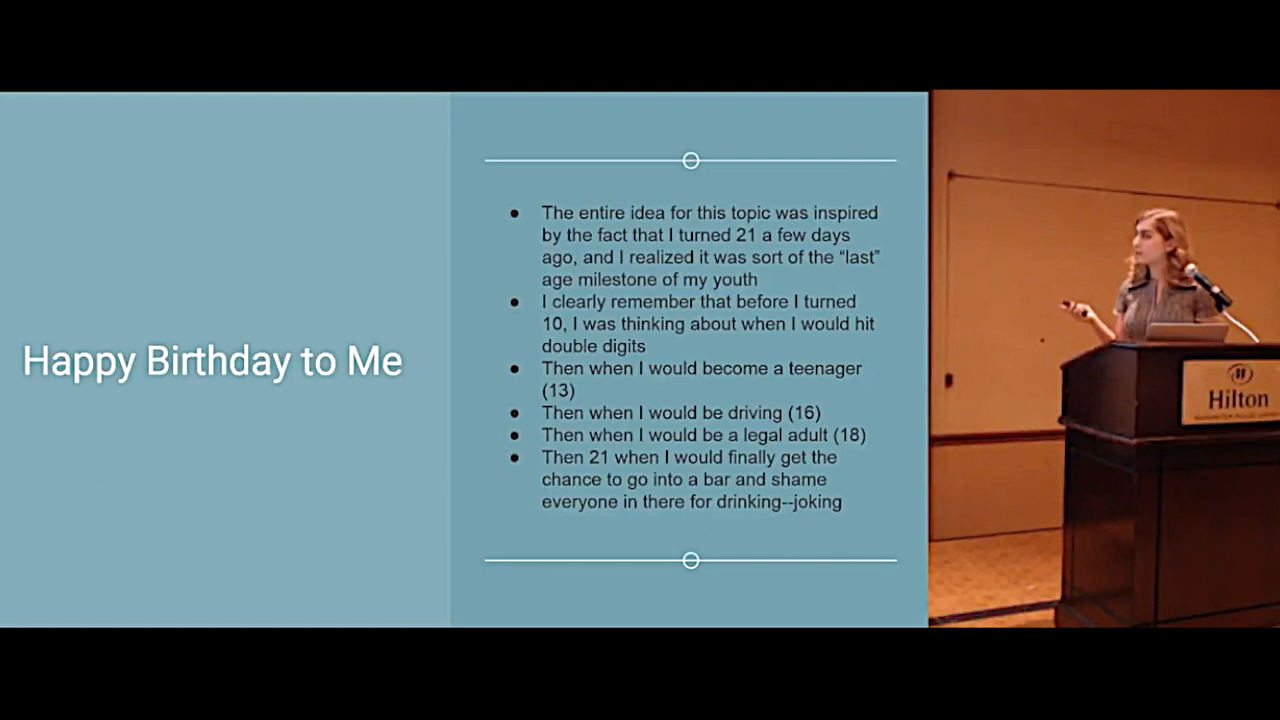 Happy Birthday to Me
● The entire idea for this topic was inspired
by the fact that I turned 21 a few days
ago, and I realized it was sort of the “last”
age milestone of my youth
● I clearly remember that before I turned
10, I was thinking about when I would hit
double digits
● Then when I would become a teenager
(13)
● Then when I would be driving (16)
● Then when I would be a legal adult (18)
● Then 21 when I would finally get the
chance to go into a bar and shame
everyone in there for drinking--joking
Hilton